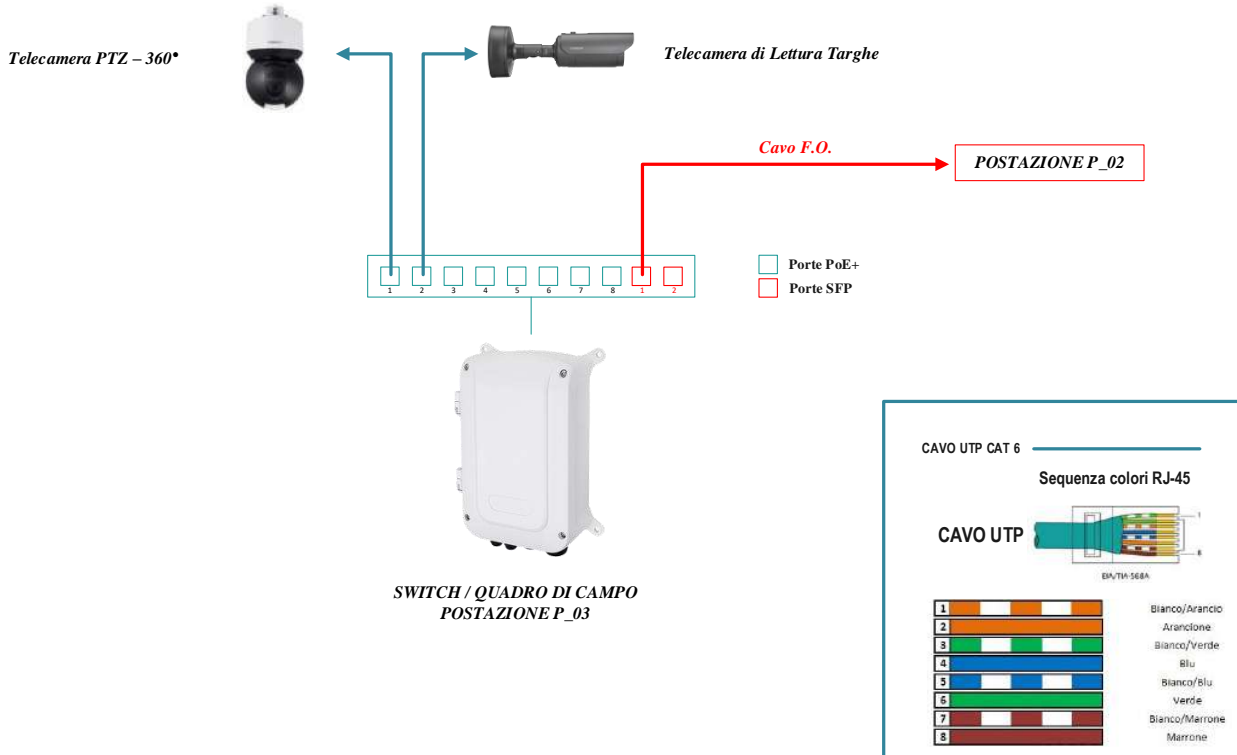 Telecamera PTZ – 360°
Telecamera di Lettura Targhe
Cavo F.O.
POSTAZIONE P_02
1 2 3 4 5 6 7 8 1 2
Porte PoE+
Porte SFP
SWITCH / QUADRO DI CAMPO
POSTAZIONE P_03
CAVO UTP CAT 6
Sequenza colori RJ-45
CAVO UTP
1
8
EIA/TIA-568A
1 Bianco/Arancio
2 Arancione
3 Bianco/Verde
4 Blu
5 Bianco/Blu
6 Verde
7 Bianco/Marrone
8 Marrone